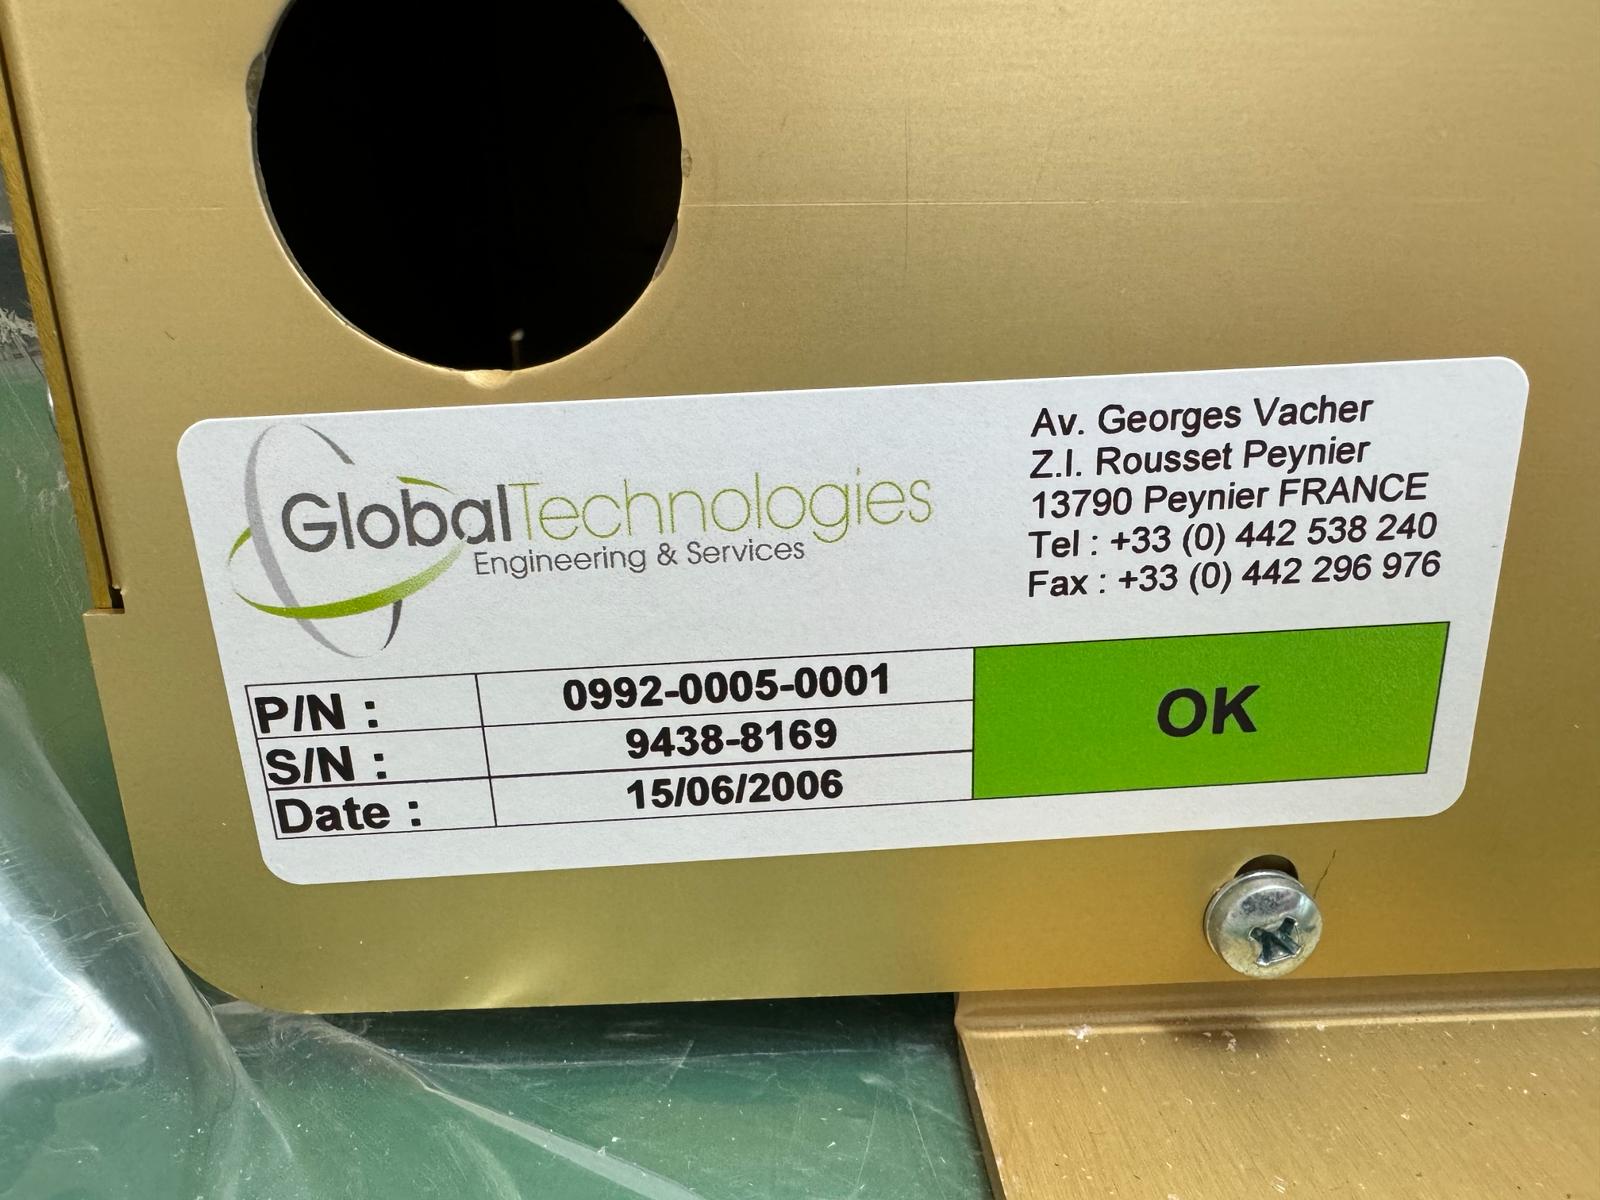 GlobalTechnologies
Engineering & Services
Av. Georges Vacher
Z.I. Rousset Peynier
13790 Peynier FRANCE
Tel : +33 (0) 442 538 240
Fax : +33 (0) 442 296 976
P/N : 0992-0005-0001
S/N : 9438-8169
Date : 15/06/2006
OK